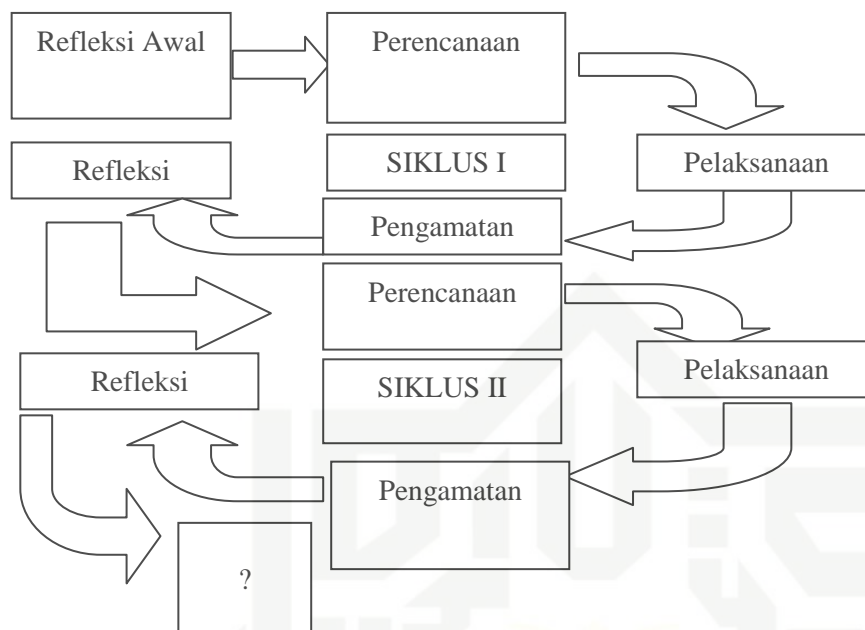 Refleksi Awal
Perencanaan
Refleksi
SIKLUS I
Pelaksanaan
Pengamatan
Perencanaan
Refleksi
SIKLUS II
Pelaksanaan
Pengamatan
?